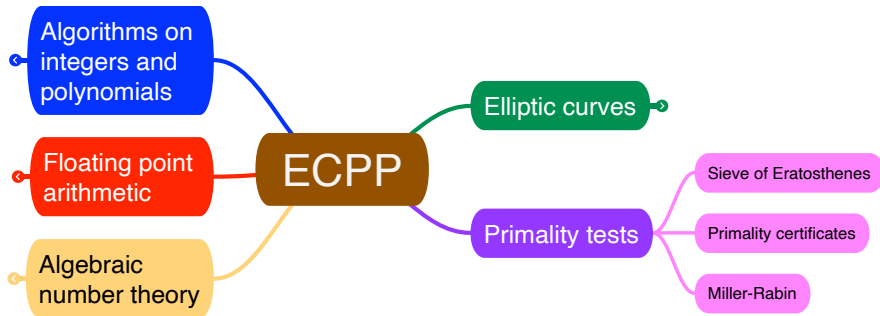 Algorithms on
integers and
polynomials
Floating point
arithmetic
Algebraic
number theory
ECPP
Elliptic curves
Primality tests
Sieve of Eratosthenes
Primality certificates
Miller-Rabin